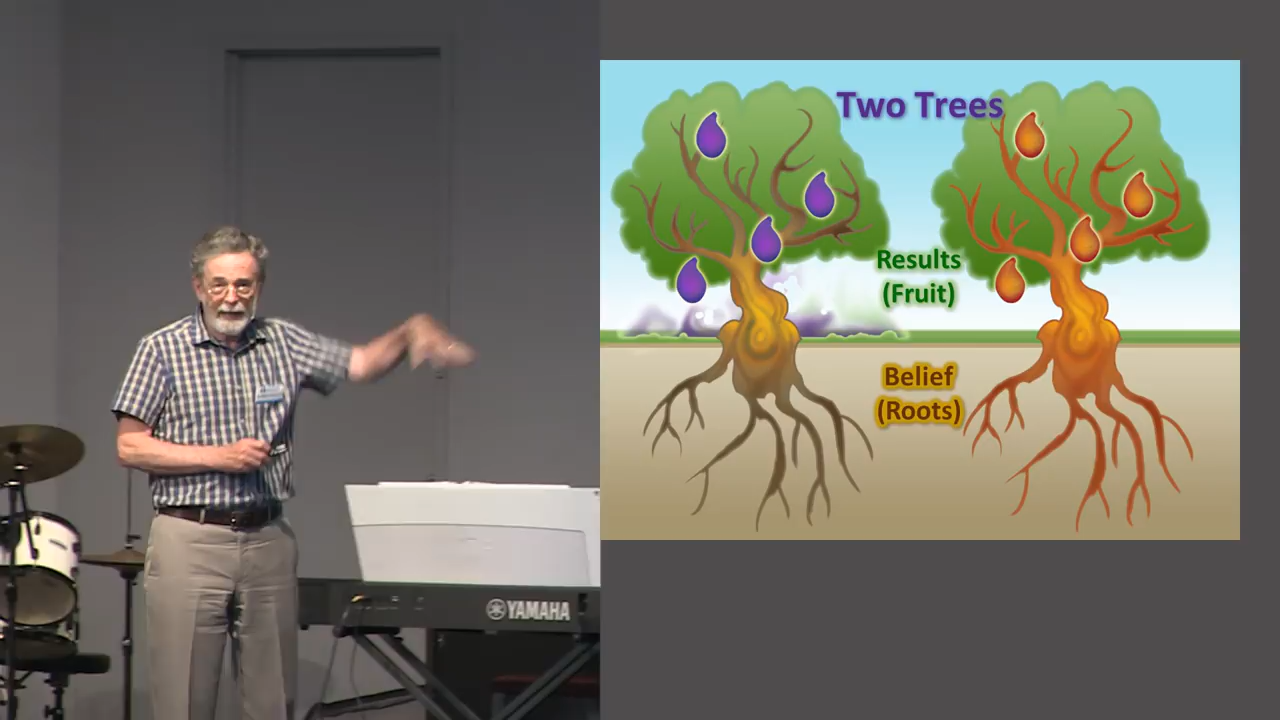 Two Trees
Results
(Fruit)
Belief
(Roots)
YAMAHA